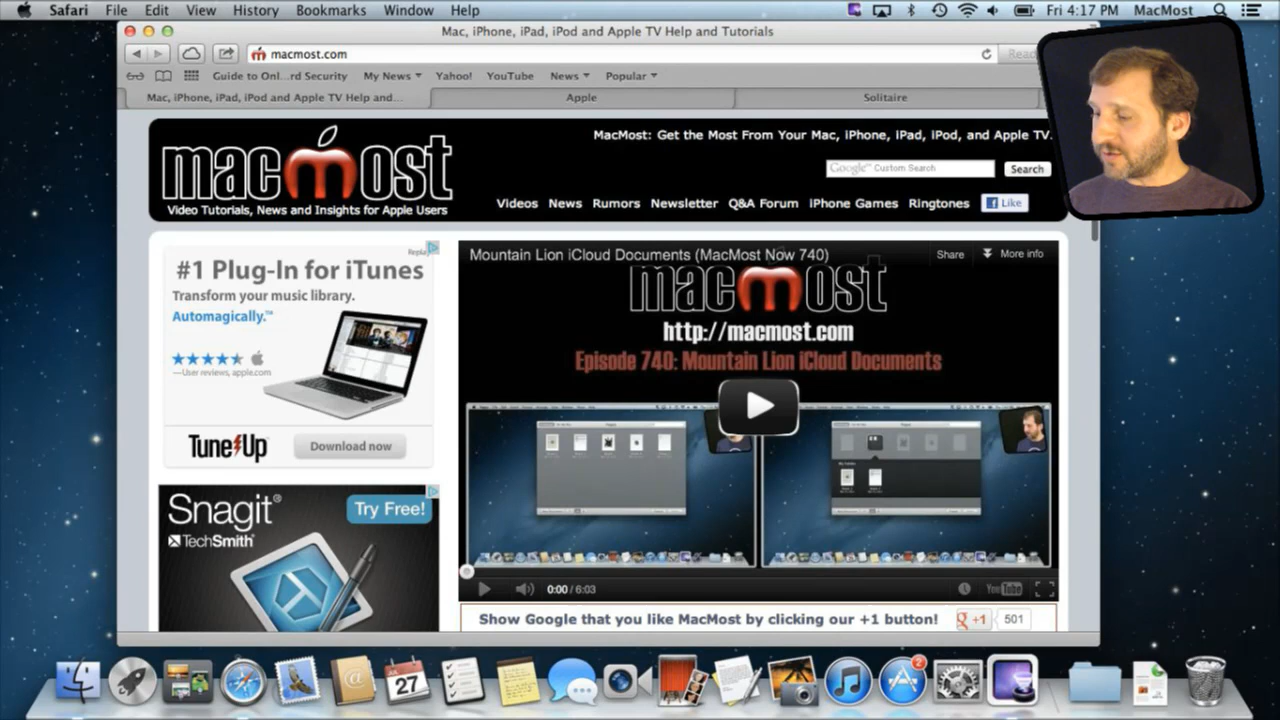 Safari File Edit View History Bookmarks Window Help Fri 4:17 PM MacMost
Mac, iPhone, iPad, iPod and Apple TV Help and Tutorials
macmost.com
Guide to Onl...rd Security My News Yahoo! YouTube News Popular
Mac, iPhone, iPad, iPod and Apple TV Help and... Apple Solitaire
MacMost: Get the Most From Your Mac, iPhone, iPad, iPod, and Apple TV.
macmost
Google™ Custom Search Search
Video Tutorials, News and Insights for Apple Users
Videos News Rumors Newsletter Q&A Forum iPhone Games Ringtones Like
#1 Plug-In for iTunes
Transform your music library.
Automagically.™
—User reviews, apple.com
TuneUp Download now
Snagit® Try Free!
TechSmith®
Mountain Lion iCloud Documents (MacMost Now 740) Share More info
macmost
http://macmost.com
Episode 740: Mountain Lion iCloud Documents
0:00 / 6:03 YouTube
Show Google that you like MacMost by clicking our +1 button! g +1 501
JUL
27
2